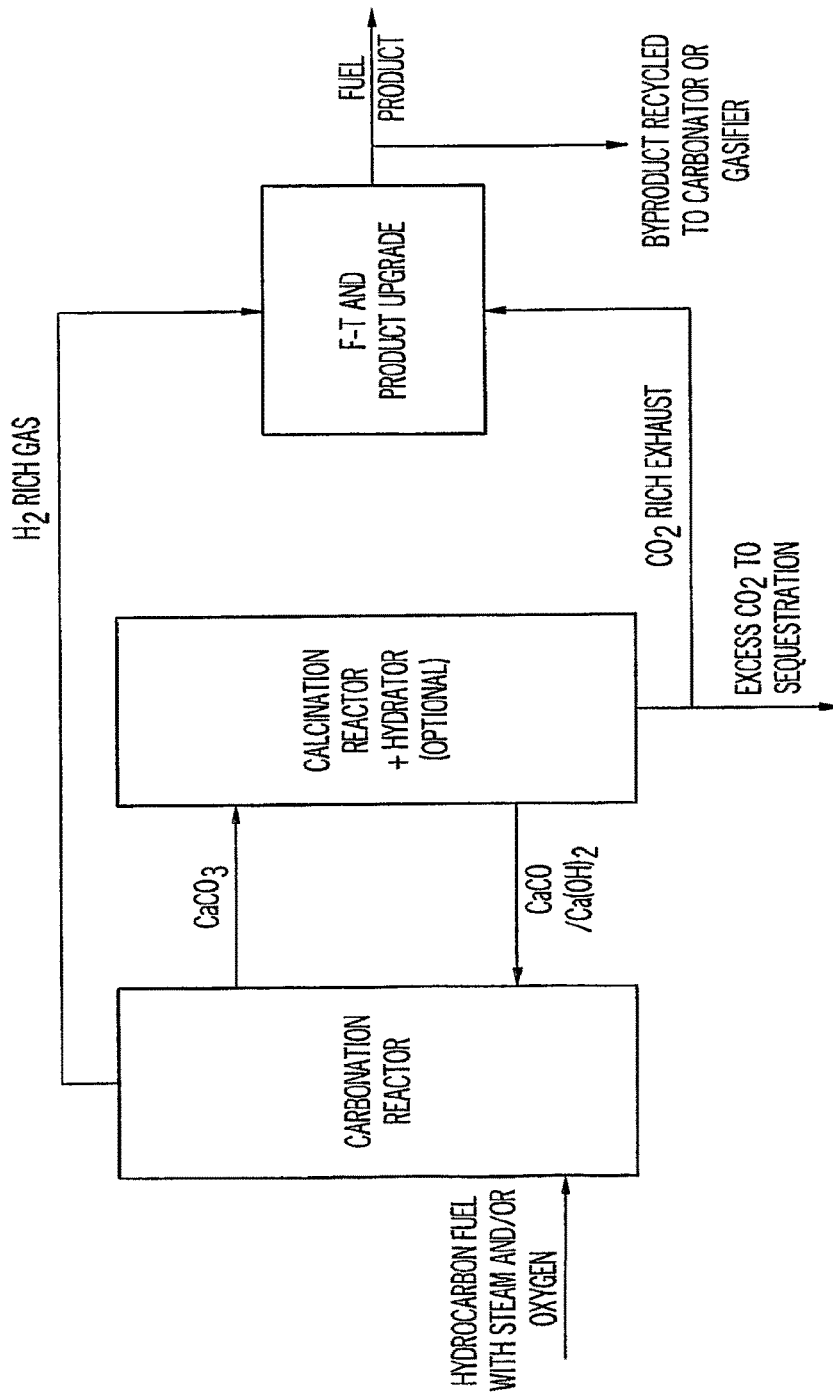 HYDROCARBON FUEL
WITH STEAM AND/OR
OXYGEN
CARBONATION
REACTOR
CaCO3
CaCO
/Ca(OH)2
CALCINATION
REACTOR
+ HYDRATOR
(OPTIONAL)
H2 RICH GAS
CO2 RICH EXHAUST
EXCESS CO2 TO
SEQUESTRATION
F-T AND
PRODUCT UPGRADE
FUEL
PRODUCT
BYPRODUCT RECYCLED
TO CARBONATOR OR
GASIFIER